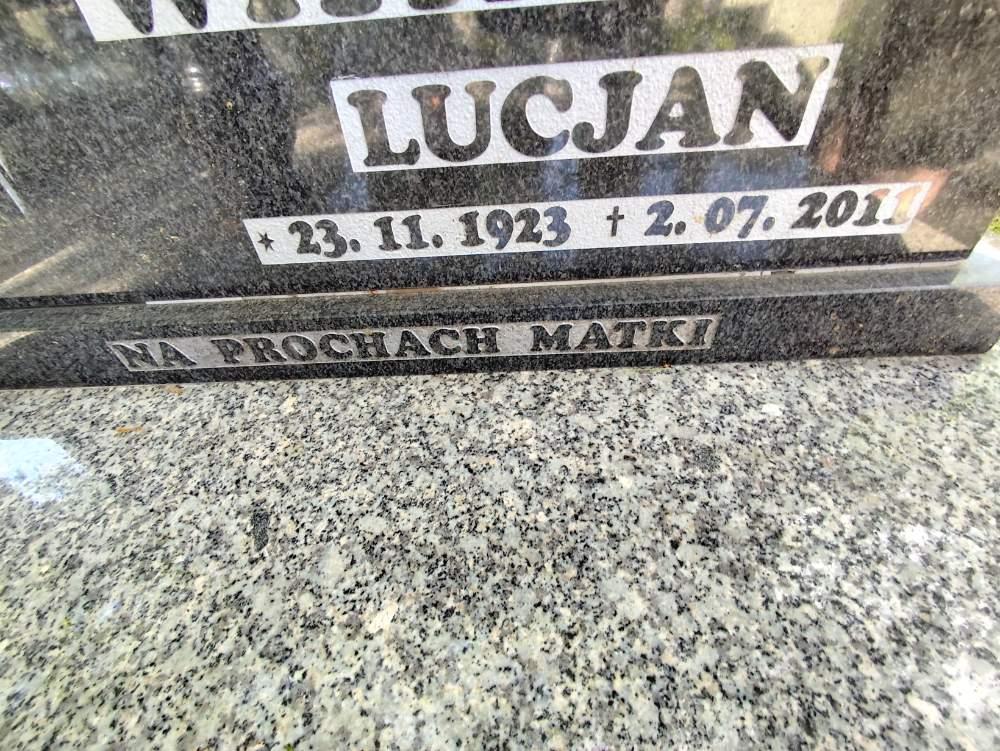 LUCJAN
* 23. 11. 1923 † 2. 07. 2011
NA PROCHACH MATKI